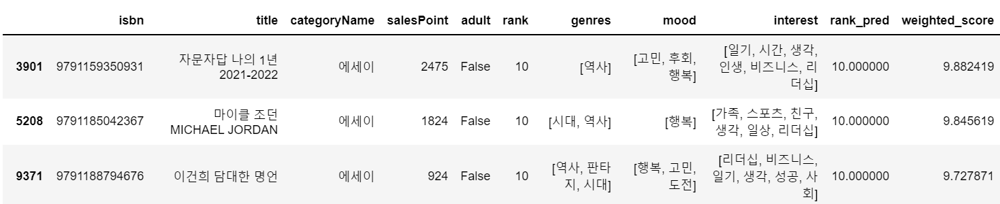 isbn title categoryName salesPoint adult rank genres mood interest rank_pred weighted_score
3901 9791159350931 자문자답 나의 1년 2021-2022 에세이 2475 False 10 [역사] [고민, 후회, 행복] [일기, 시간, 생각, 인생, 비즈니스, 리더십] 10.000000 9.882419
5208 9791185042367 마이클 조던 MICHAEL JORDAN 에세이 1824 False 10 [시대, 역사] [행복] [가족, 스포츠, 친구, 생각, 일상, 리더십] 10.000000 9.845619
9371 9791188794676 이건희 담대한 명언 에세이 924 False 10 [역사, 판타지, 시대] [행복, 고민, 도전] [리더십, 비즈니스, 일기, 생각, 성공, 사회] 10.000000 9.727871